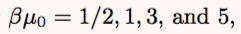 βμ₀ = 1/2, 1, 3, and 5,